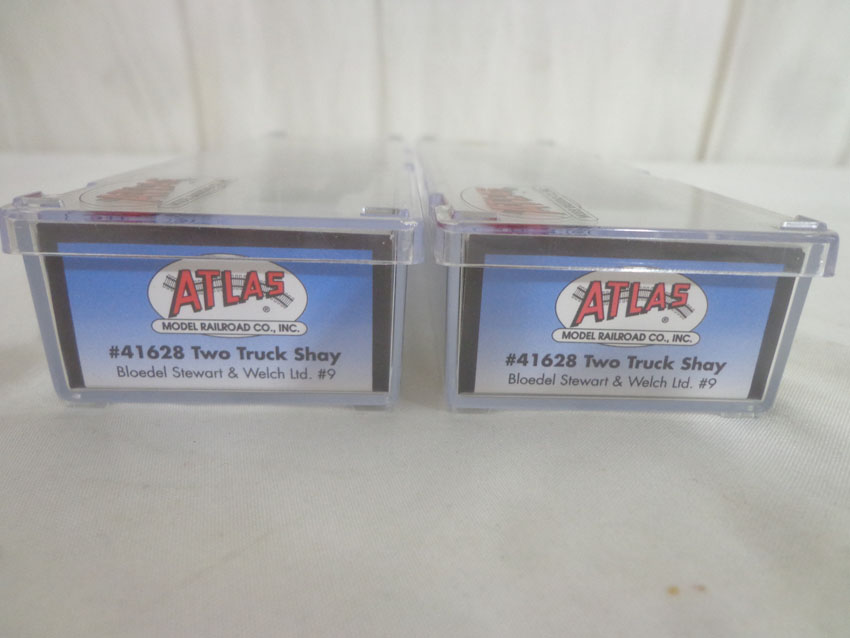 ATLAS
®
MODEL RAILROAD CO., INC.
#41628 Two Truck Shay
Bloedel Stewart & Welch Ltd. #9
ATLAS
®
MODEL RAILROAD CO., INC.
#41628 Two Truck Shay
Bloedel Stewart & Welch Ltd. #9